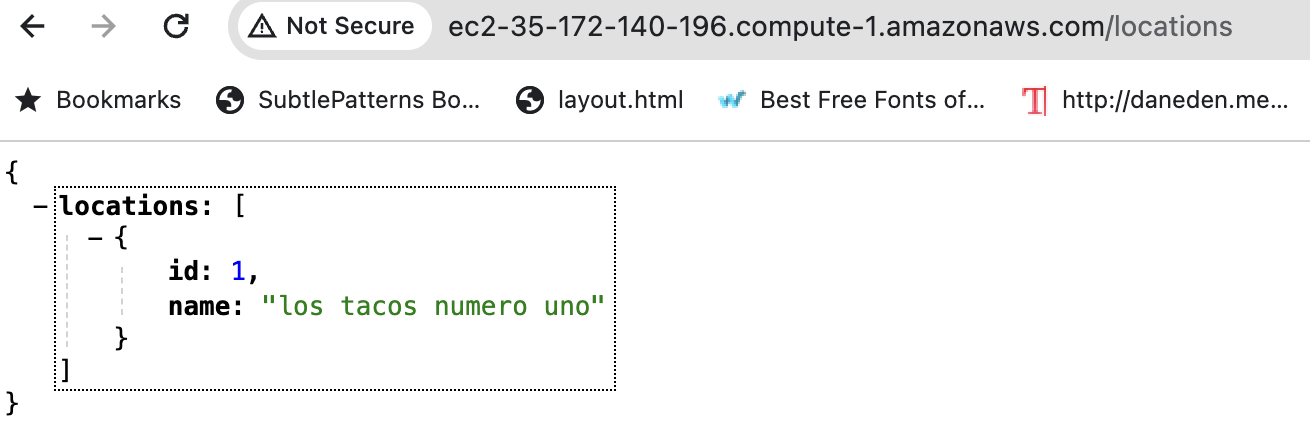 Not Secure ec2-35-172-140-196.compute-1.amazonaws.com/locations
Bookmarks SubtlePatterns Bo... layout.html Best Free Fonts of... http://daneden.me...
{
− locations: [
− {
id: 1,
name: "los tacos numero uno"
}
]
}